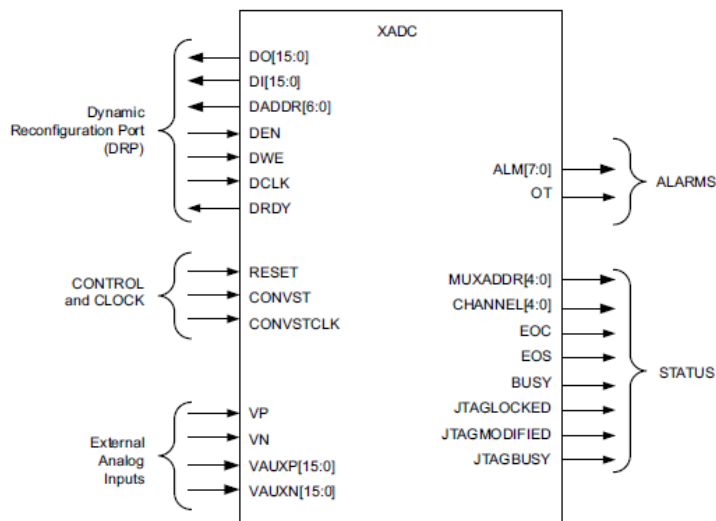 XADC
DO[15:0]
DI[15:0]
DADDR[6:0]
DEN
DWE
DCLK
DRDY
Dynamic
Reconfiguration Port
(DRP)
RESET
CONVST
CONVSTCLK
CONTROL
and CLOCK
VP
VN
VAUXP[15:0]
VAUXN[15:0]
External
Analog
Inputs
ALM[7:0]
OT
ALARMS
MUXADDR[4:0]
CHANNEL[4:0]
EOC
EOS
BUSY
JTAGLOCKED
JTAGMODIFIED
JTAGBUSY
STATUS